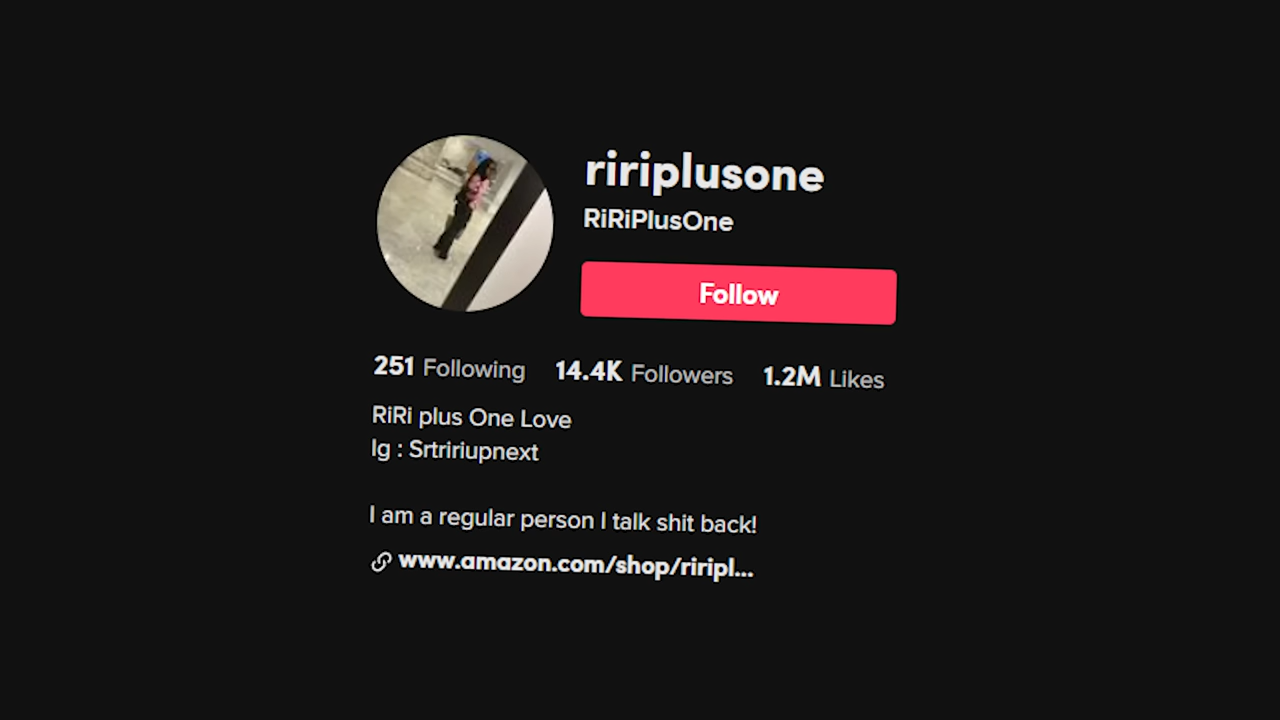 ririplusone
RiRiPlusOne
Follow
251 Following 14.4K Followers 1.2M Likes
RiRi plus One Love
Ig : Srtririupnext
I am a regular person I talk shit back!
www.amazon.com/shop/riripl...